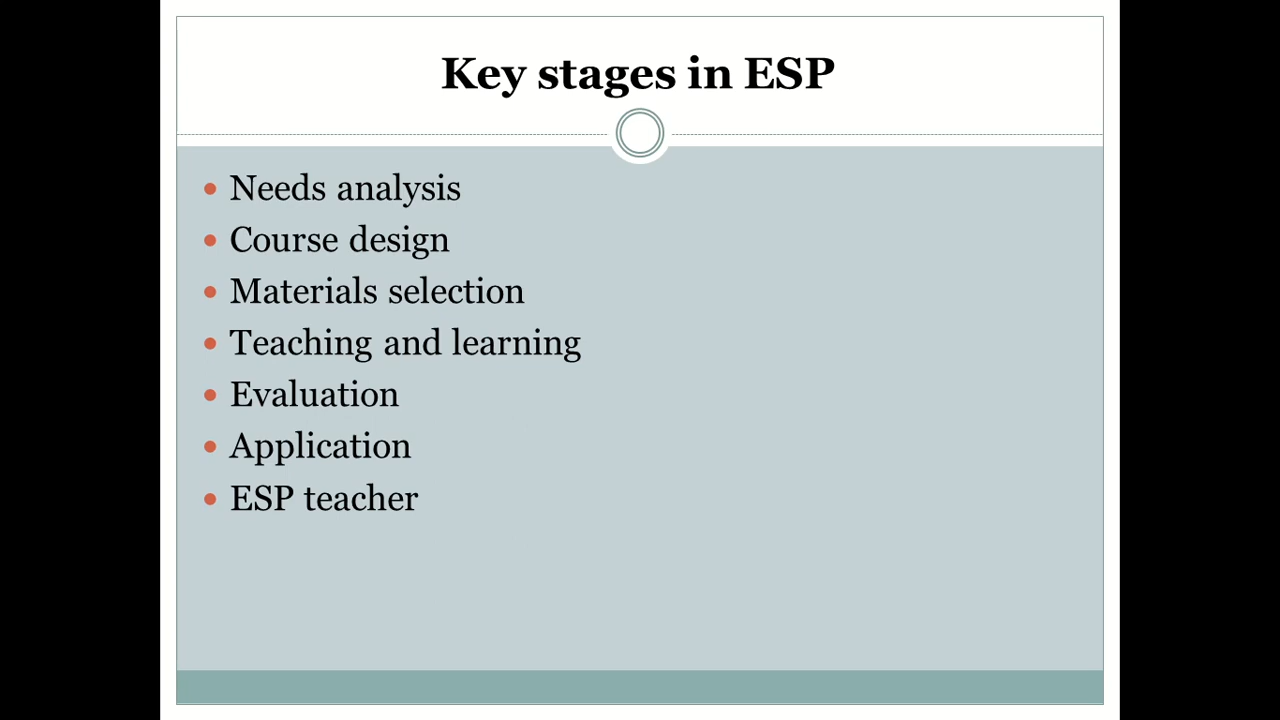 Key stages in ESP
• Needs analysis
• Course design
• Materials selection
• Teaching and learning
• Evaluation
• Application
• ESP teacher